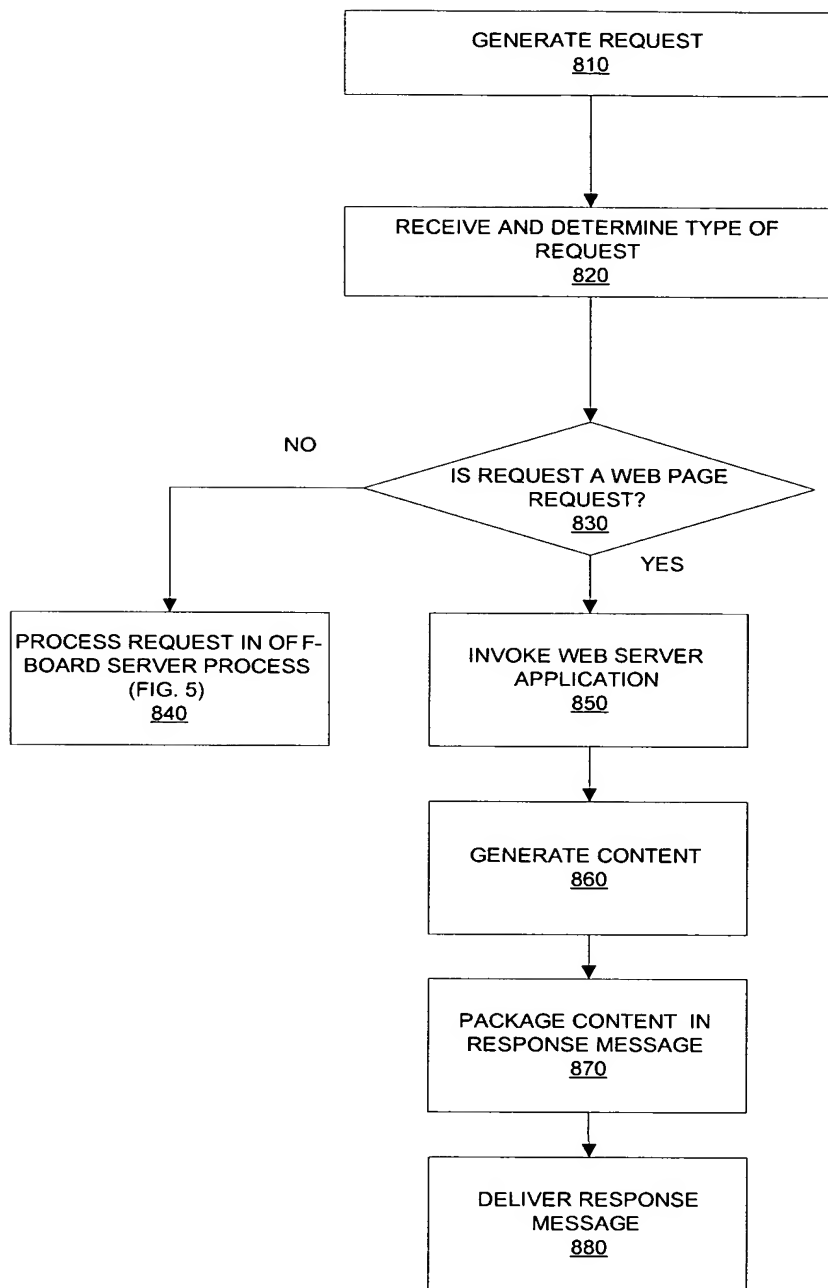 GENERATE REQUEST
810
RECEIVE AND DETERMINE TYPE OF
REQUEST
820
NO
IS REQUEST A WEB PAGE
REQUEST?
830
YES
PROCESS REQUEST IN OFF-
BOARD SERVER PROCESS
(FIG. 5)
840
INVOKE WEB SERVER
APPLICATION
850
GENERATE CONTENT
860
PACKAGE CONTENT IN
RESPONSE MESSAGE
870
DELIVER RESPONSE
MESSAGE
880